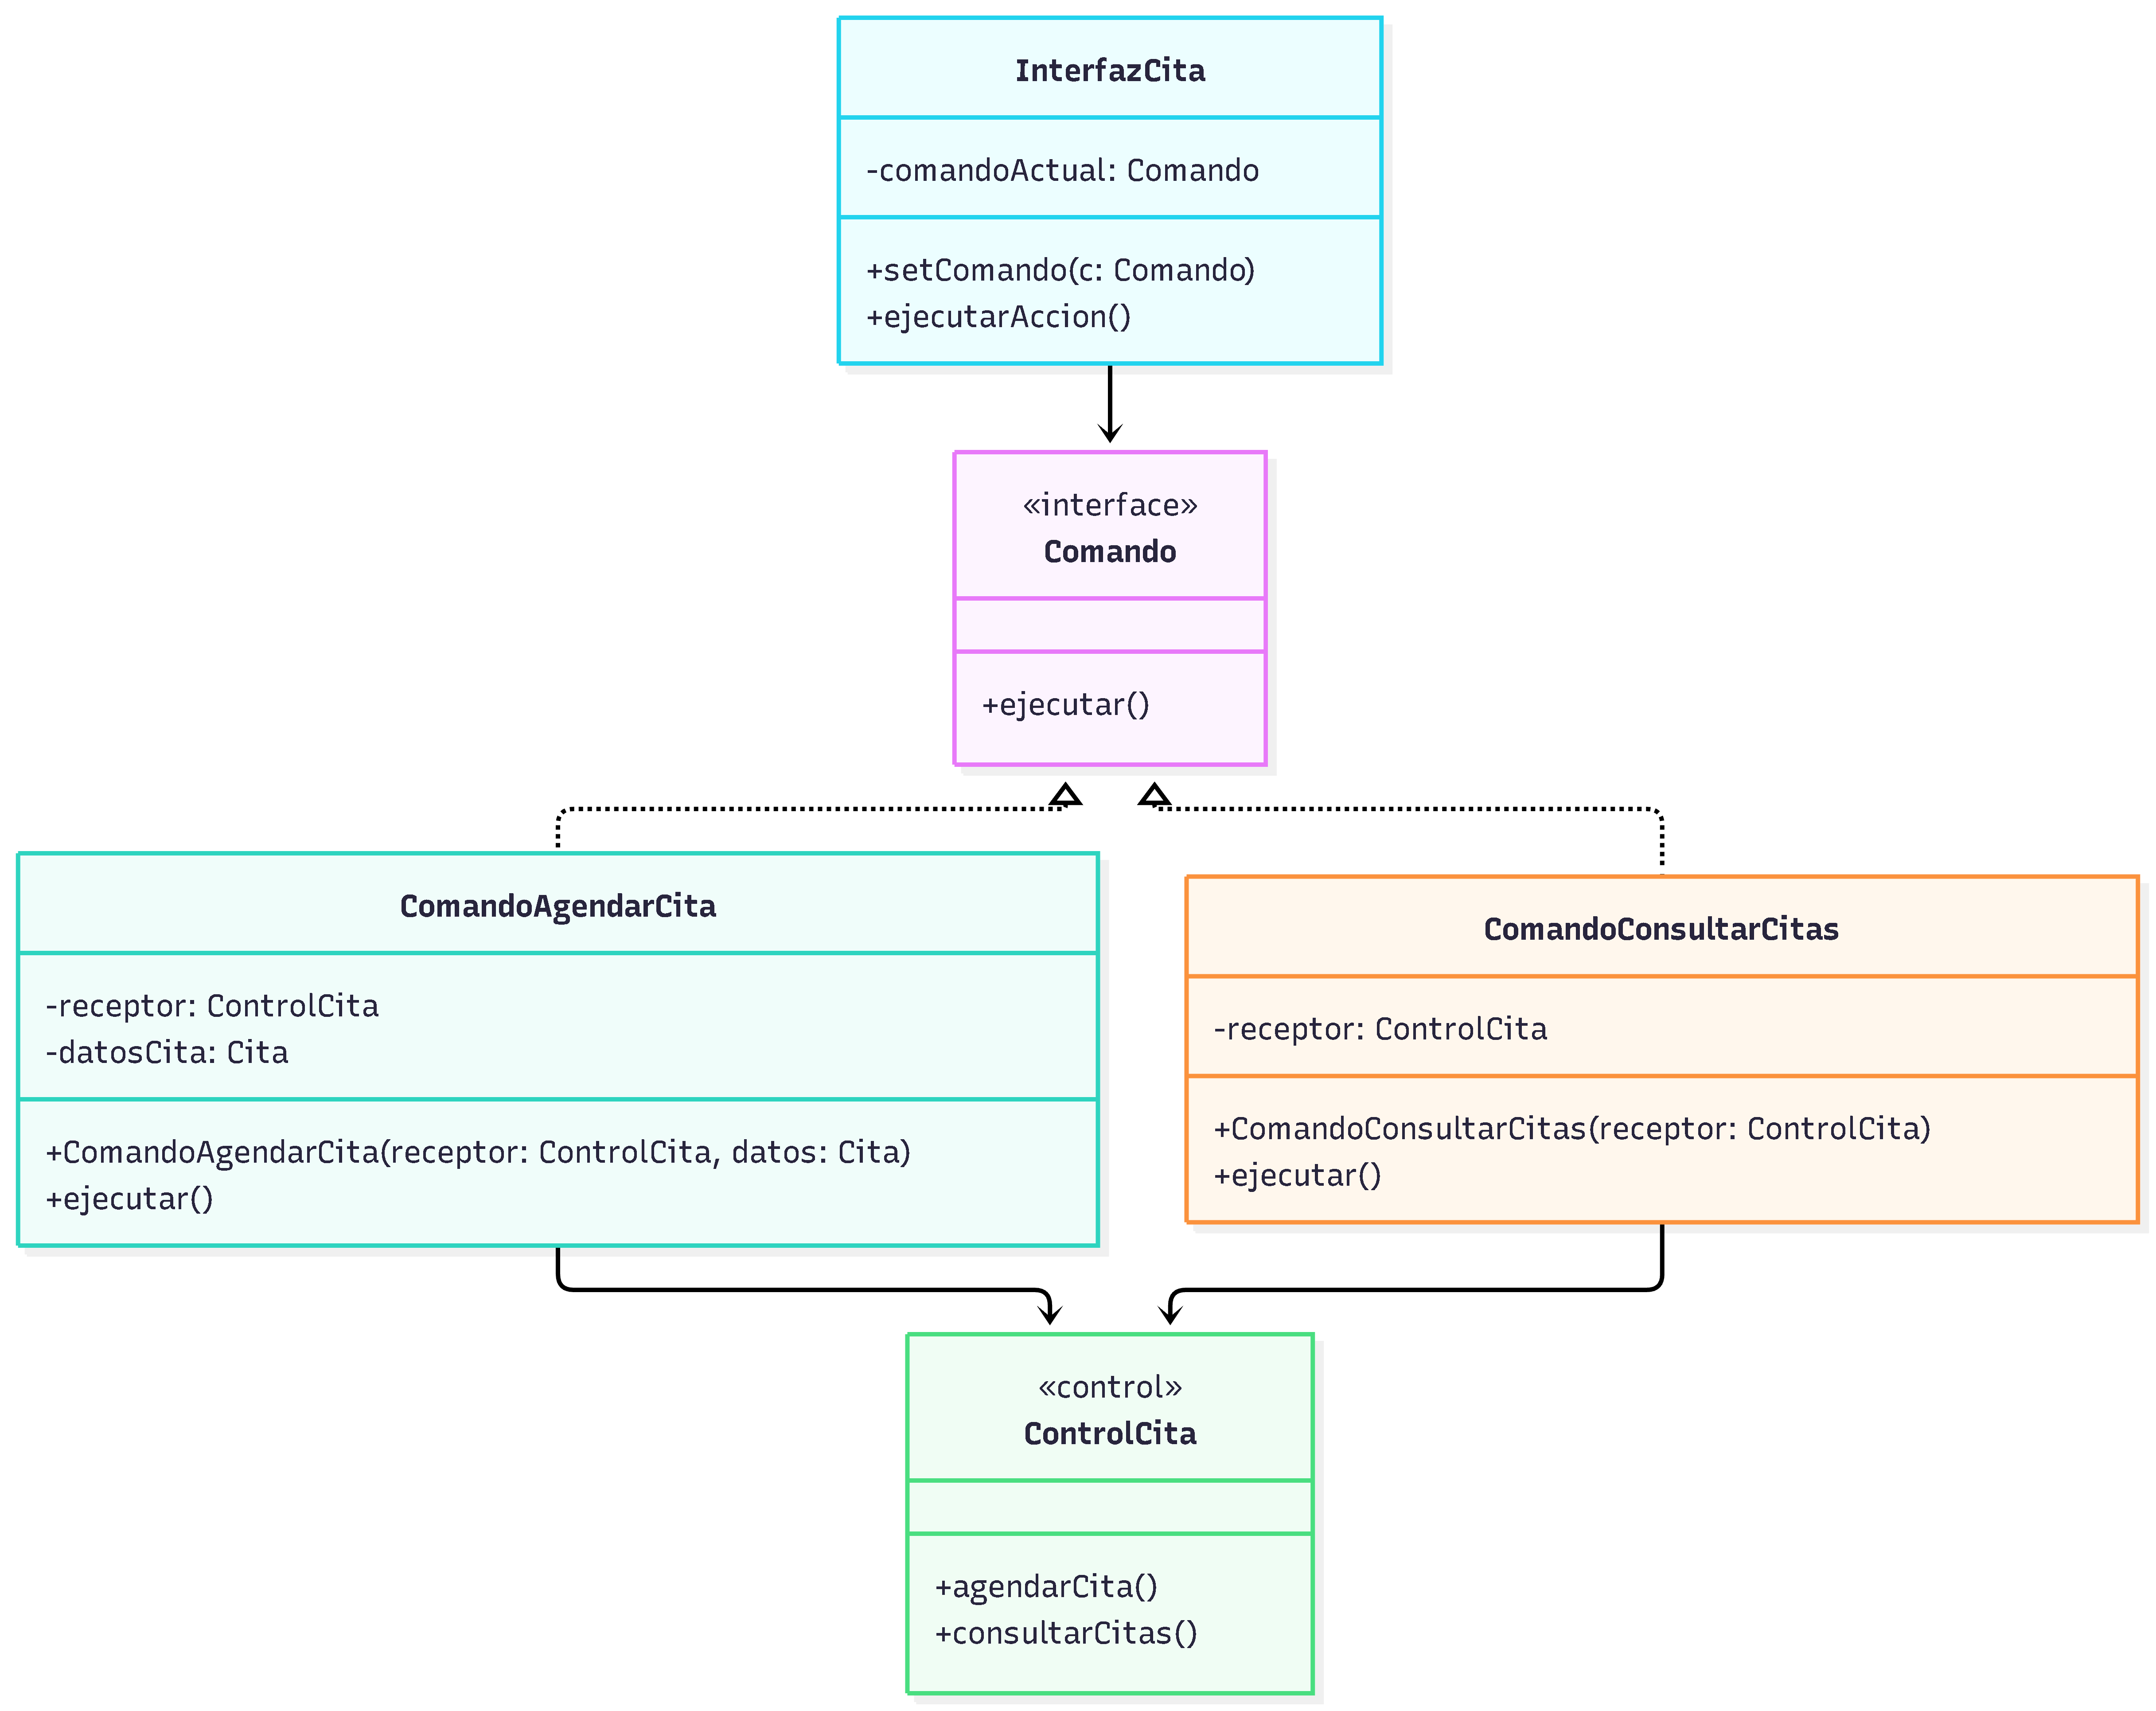 InterfazCita
-comandoActual: Comando
+setComando(c: Comando)
+ejecutarAccion()
«interface»
Comando
+ejecutar()
ComandoAgendarCita
-receptor: ControlCita
-datosCita: Cita
+ComandoAgendarCita(receptor: ControlCita, datos: Cita)
+ejecutar()
ComandoConsultarCitas
-receptor: ControlCita
+ComandoConsultarCitas(receptor: ControlCita)
+ejecutar()
«control»
ControlCita
+agendarCita()
+consultarCitas()